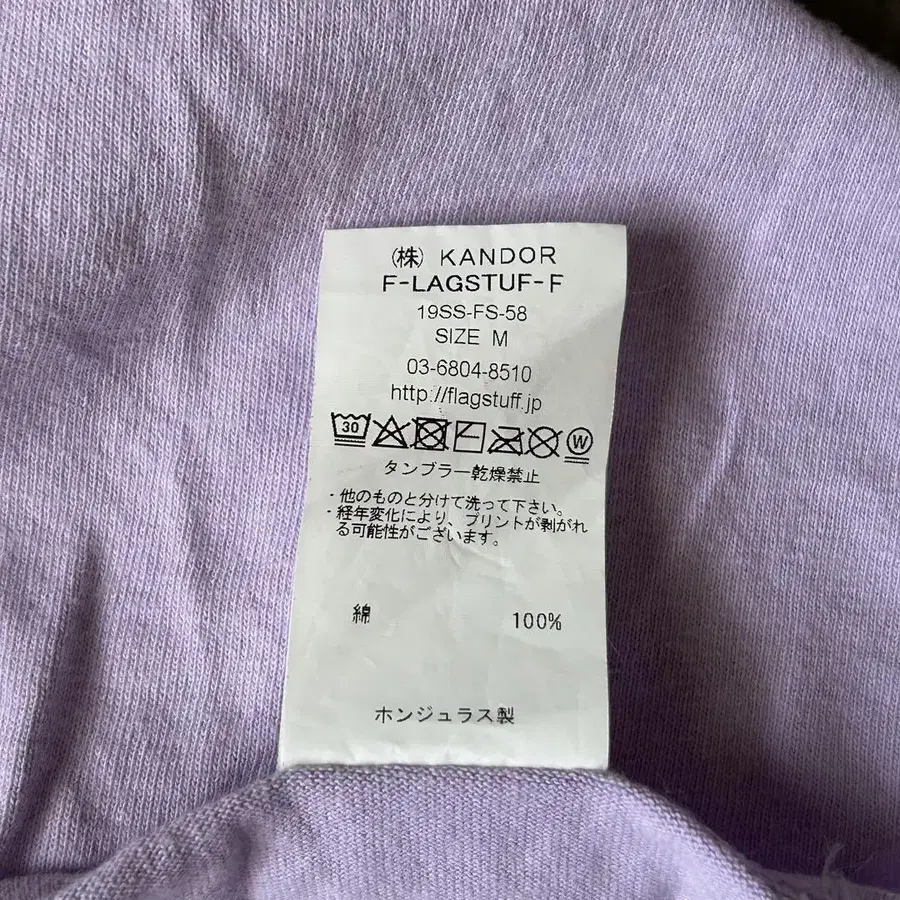 (株) KANDOR
F-LAGSTUF-F
19SS-FS-58
SIZE M
03-6804-8510
http://flagstuff.jp
30 W
タンブラー乾燥禁止
・他のものと分けて洗って下さい。
・経年変化により、プリントが剥がれ
る可能性がございます。
綿 100%
ホンジュラス製